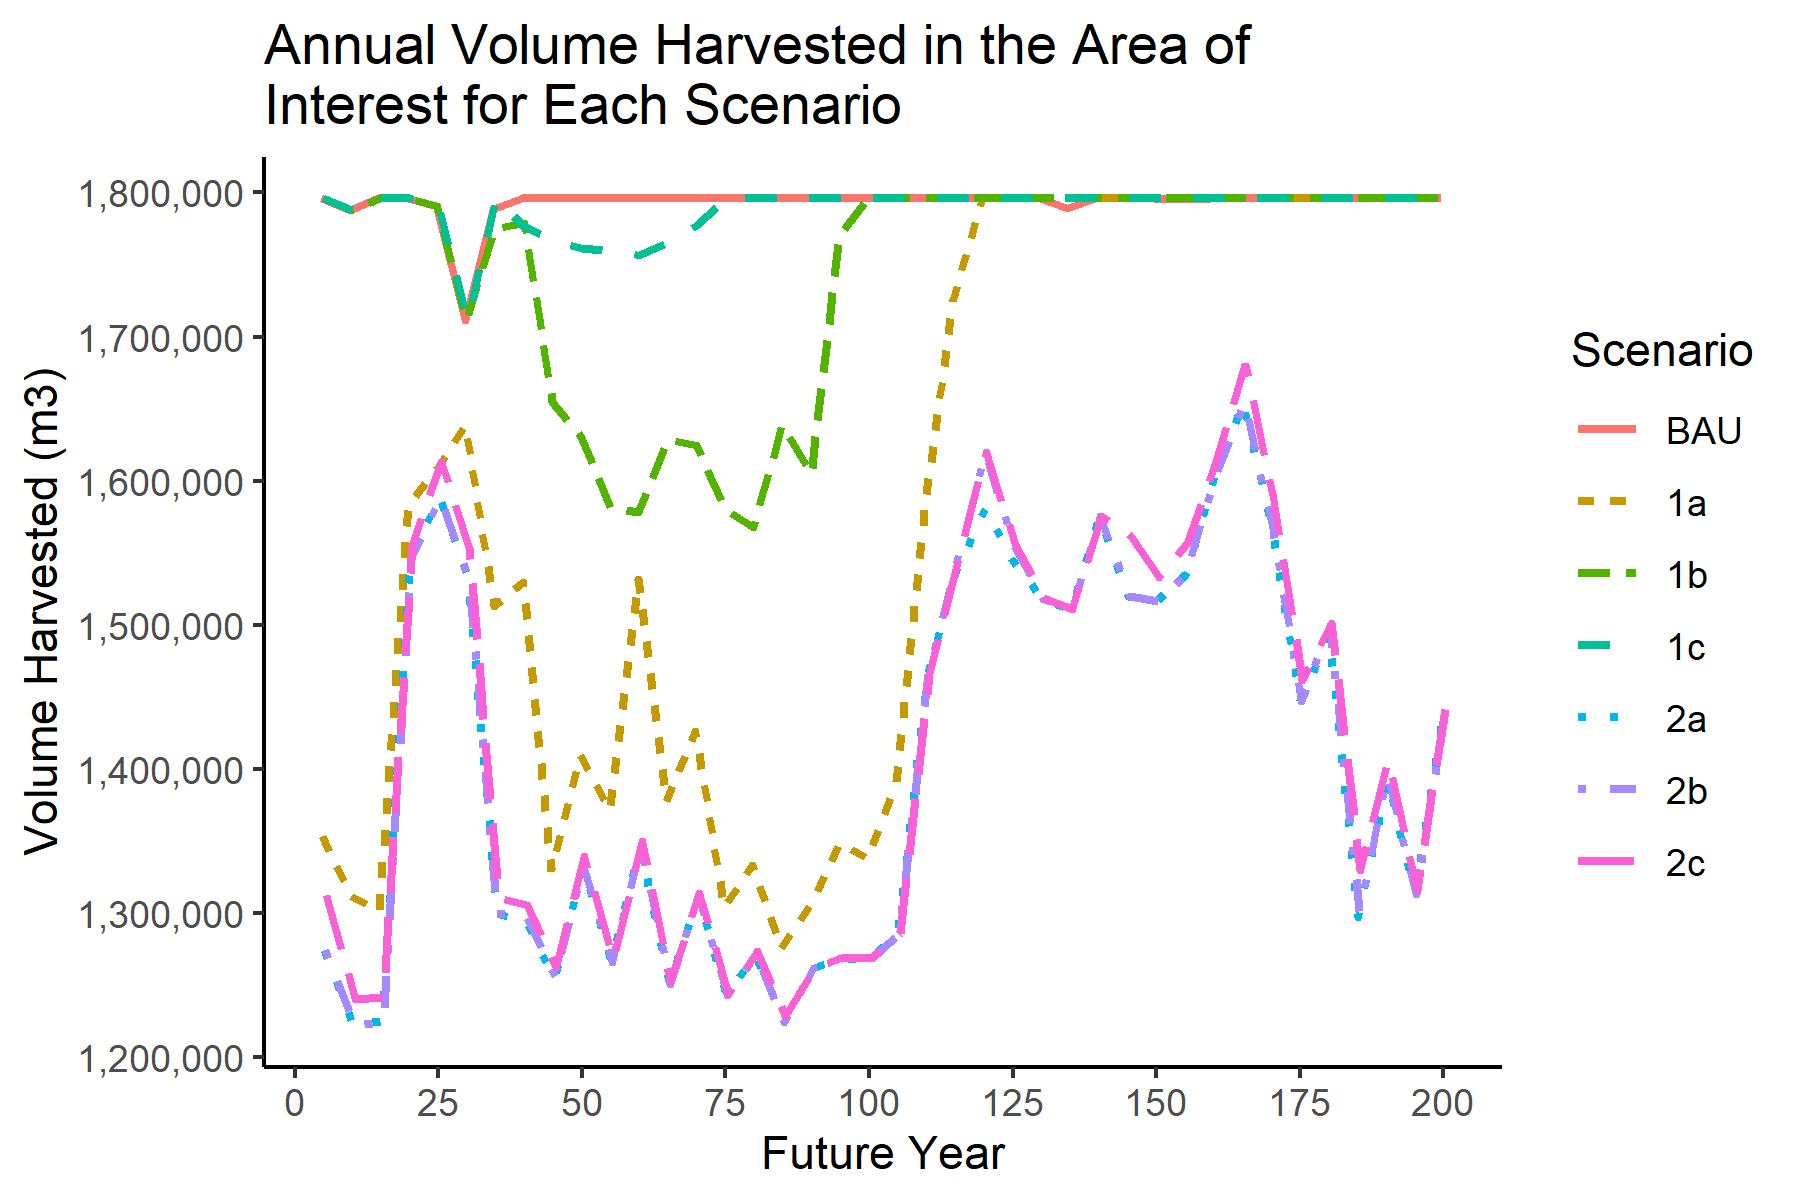 Annual Volume Harvested in the Area of
Interest for Each Scenario
Volume Harvested (m3)
1,800,000
1,700,000
1,600,000
1,500,000
1,400,000
1,300,000
1,200,000
0 25 50 75 100 125 150 175 200
Future Year
Scenario
BAU
1a
1b
1c
2a
2b
2c